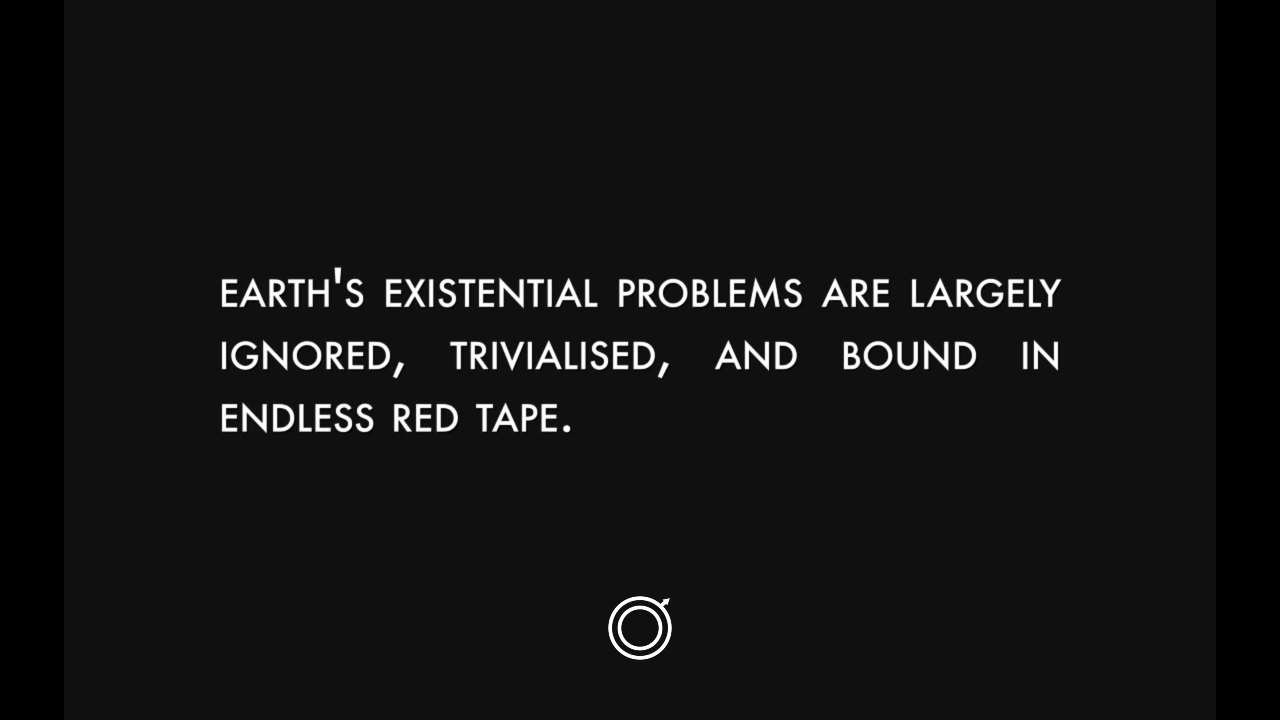 EARTH'S EXISTENTIAL PROBLEMS ARE LARGELY
IGNORED, TRIVIALISED, AND BOUND IN
ENDLESS RED TAPE.